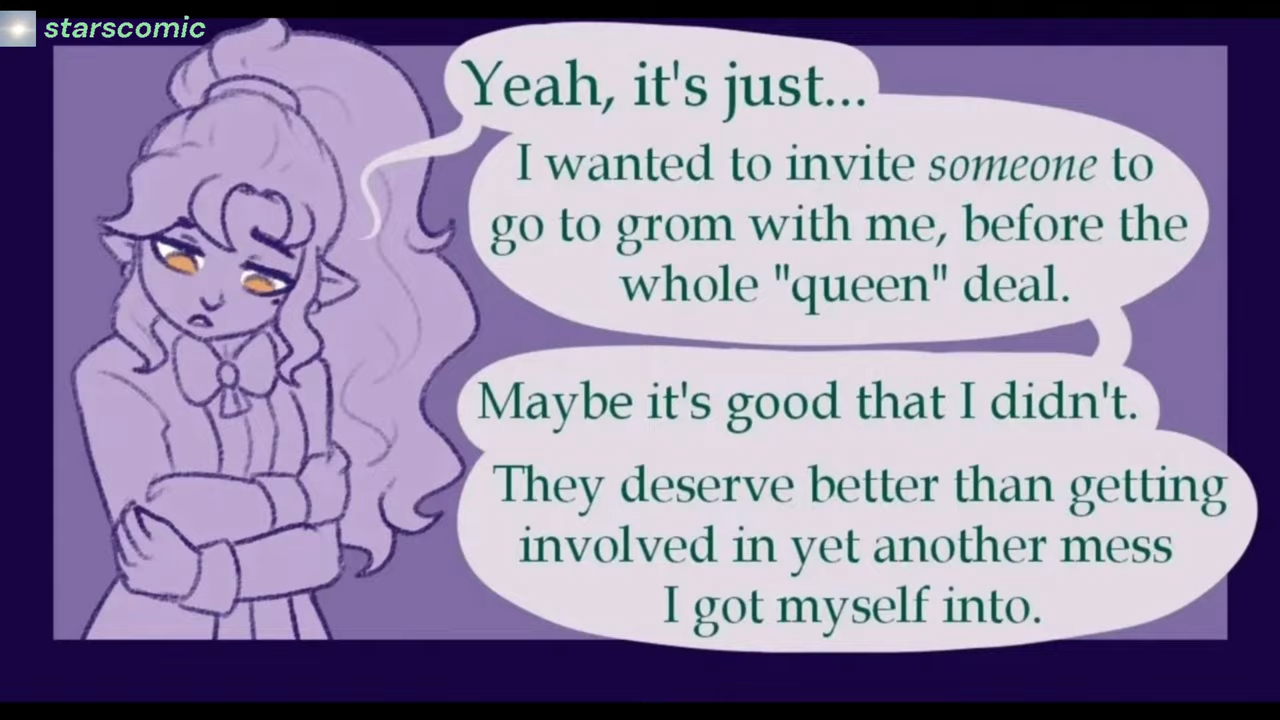 starscomic
Yeah, it's just...
I wanted to invite someone to
go to grom with me, before the
whole "queen" deal.
Maybe it's good that I didn't.
They deserve better than getting
involved in yet another mess
I got myself into.